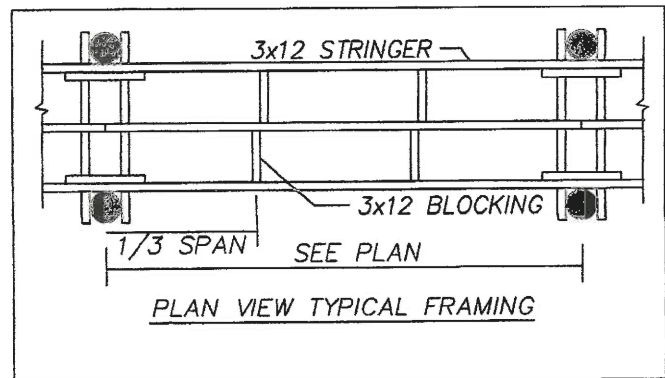 3x12 STRINGER
3x12 BLOCKING
1/3 SPAN
SEE PLAN
PLAN VIEW TYPICAL FRAMING